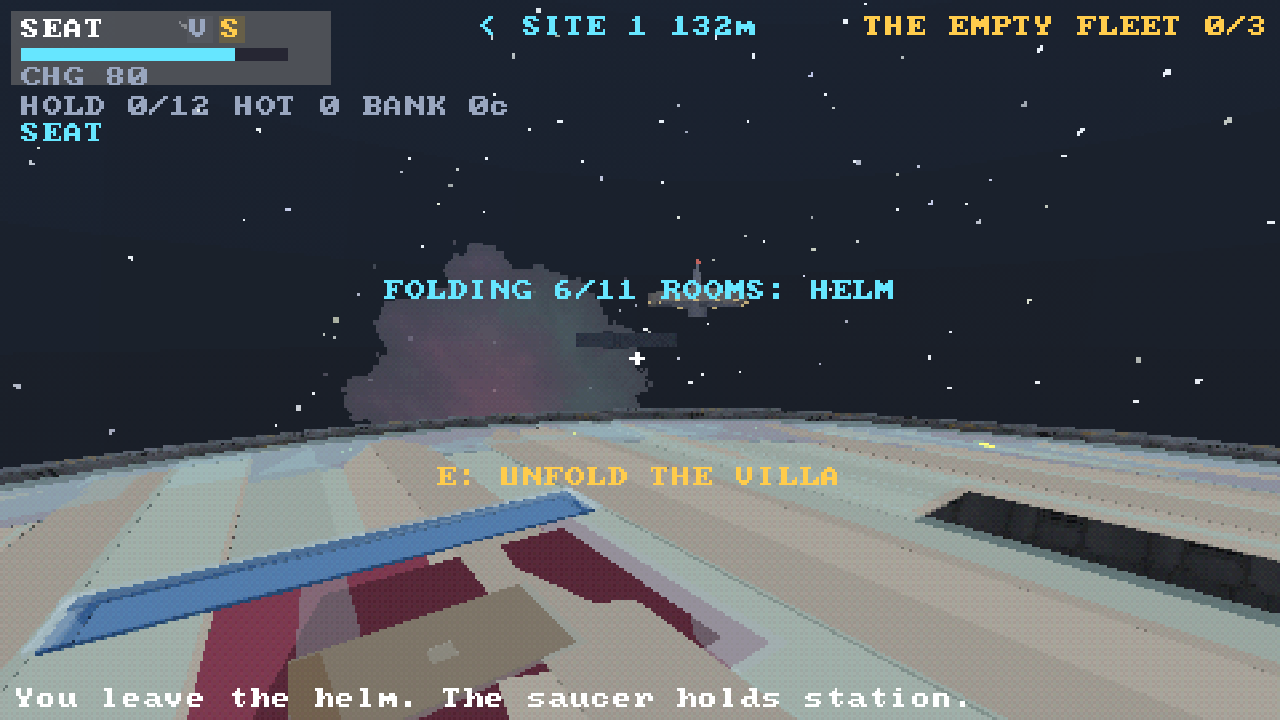 SEAT V S
< SITE 1 132m
THE EMPTY FLEET 0/3
CHG 80
HOLD 0/12 HOT 0 BANK 0c
SEAT
FOLDING 6/11 ROOMS: HELM
E: UNFOLD THE VILLA
You leave the helm. The saucer holds station.